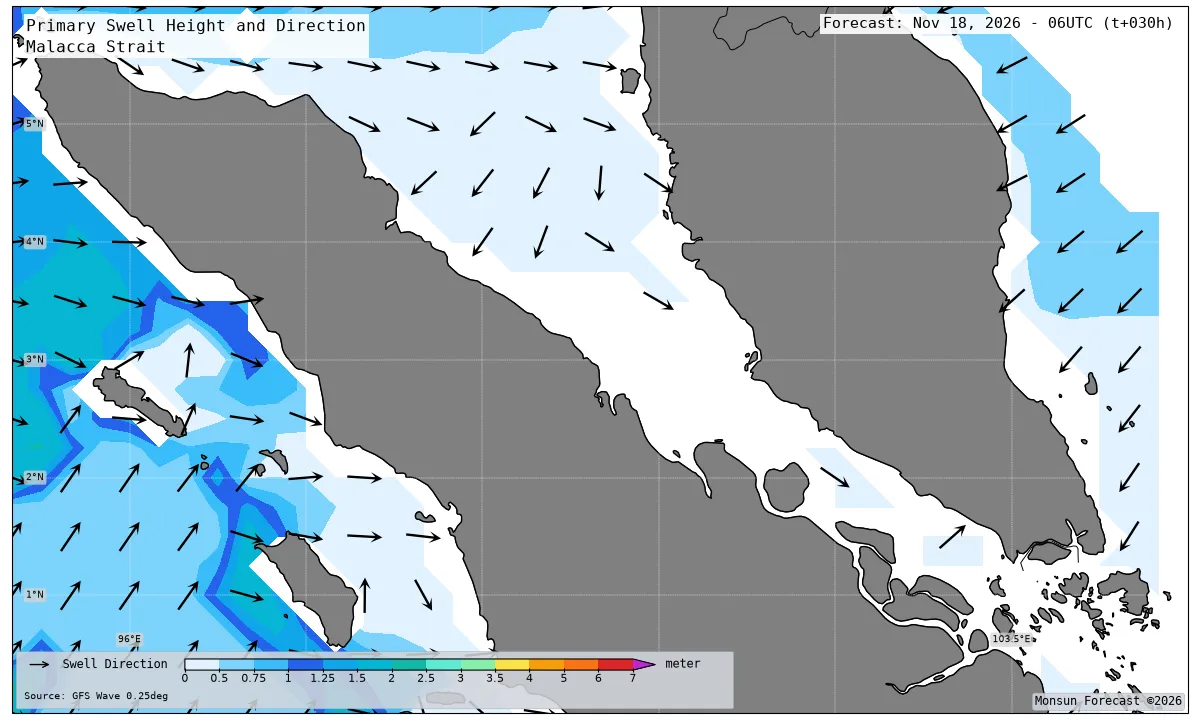 Primary Swell Height and Direction
Malacca Strait
Forecast: Nov 18, 2026 - 06UTC (t+030h)
5°N
4°N
3°N
2°N
1°N
96°E
103.5°E
Swell Direction
meter
0 0.5 0.75 1 1.25 1.5 2 2.5 3 3.5 4 5 6 7
Source: GFS Wave 0.25deg
Monsun Forecast ©2026